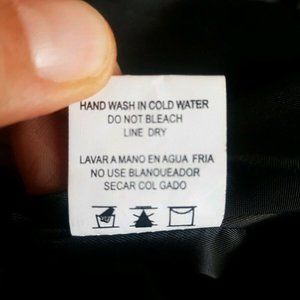 HAND WASH IN COLD WATER
DO NOT BLEACH
LINE DRY
LAVAR A MANO EN AGUA FRIA
NO USE BLANQUEADOR
SECAR COL GADO